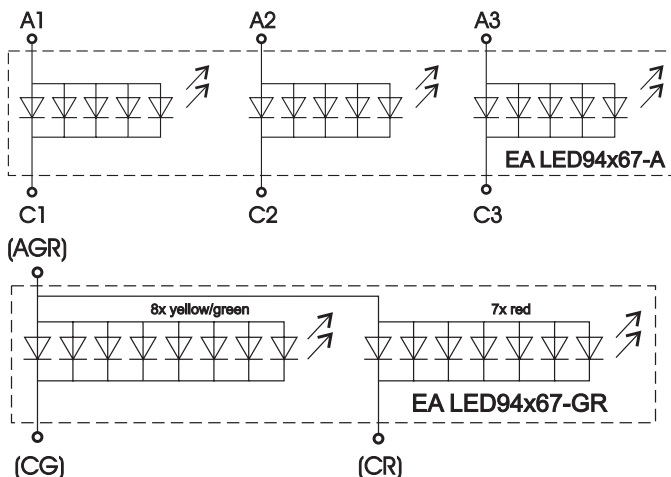 A1 A2 A3
EA LED94x67-A
C1 C2 C3
(AGR)
8x yellow/green 7x red
EA LED94x67-GR
(CG) (CR)